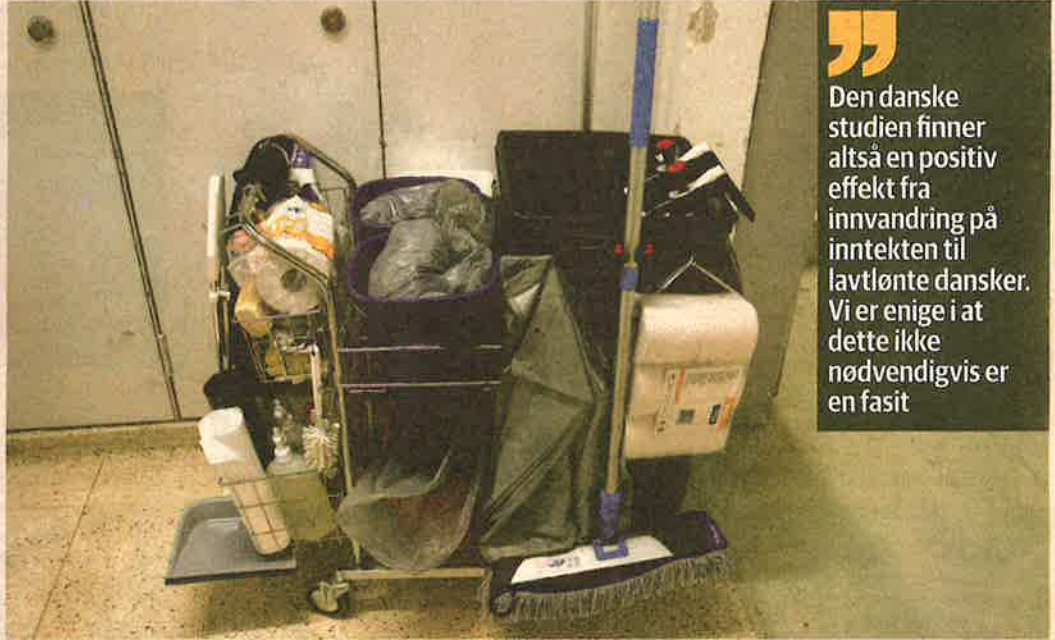 Den danske
studien finner
altså en positiv
effekt fra
innvandring på
inntekten til
lavtlønte dansker.
Vi er enige i at
dette ikke
nødvendigvis er
en fasit